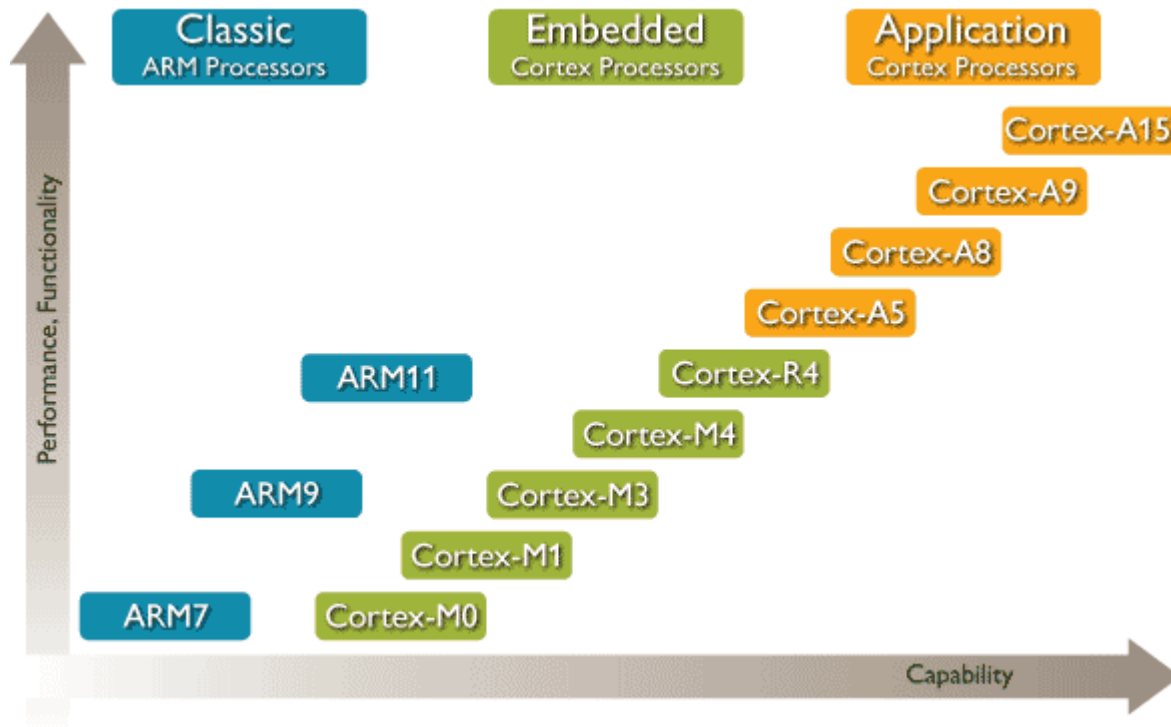 Classic
ARM Processors
Embedded
Cortex Processors
Application
Cortex Processors
Cortex-A15
Cortex-A9
Cortex-A8
Cortex-A5
ARM11
Cortex-R4
Cortex-M4
ARM9
Cortex-M3
Cortex-M1
ARM7
Cortex-M0
Performance, Functionality
Capability